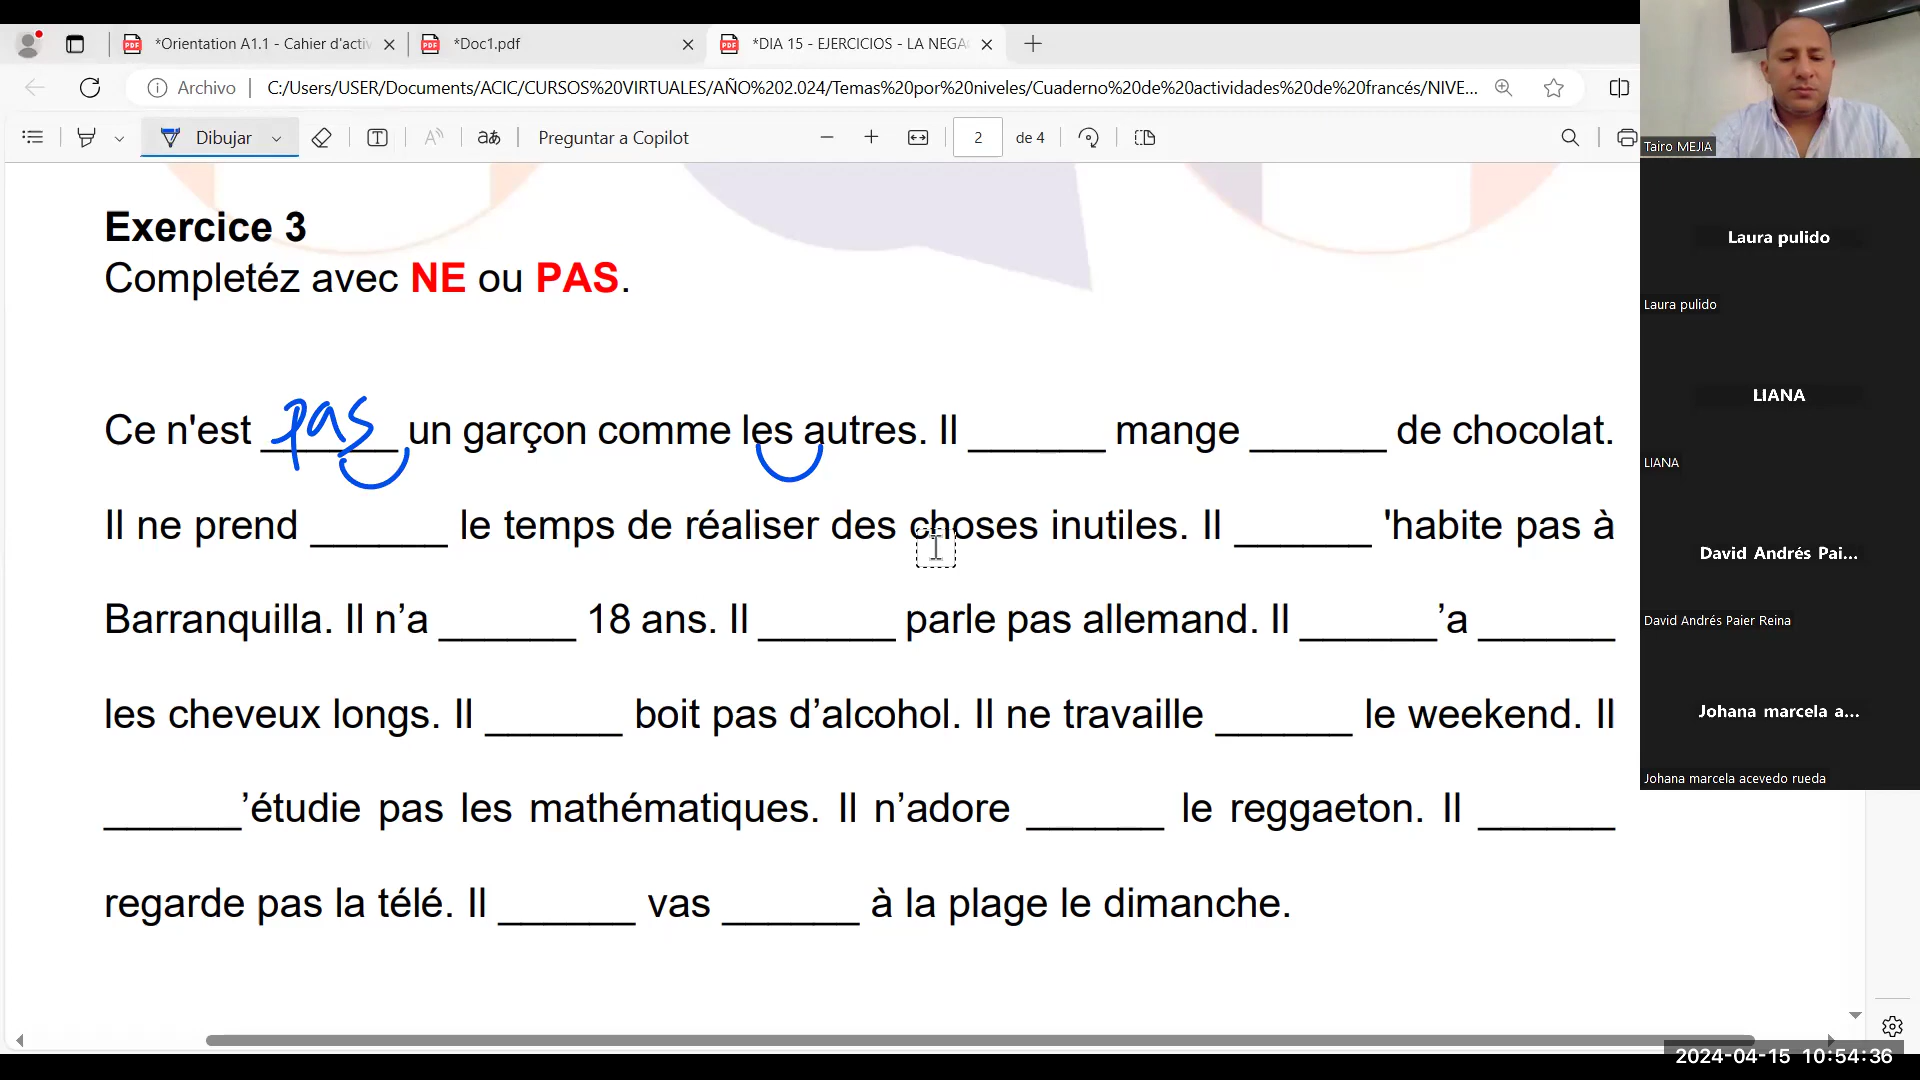 *Orientation A1.1 - Cahier d'acti
*Doc1.pdf
*DIA 15 - EJERCICIOS - LA NEGA
Archivo
C:/Users/USER/Documents/ACIC/CURSOS%20VIRTUALES/AÑO%202.024/Temas%20por%20niveles/Cuaderno%20de%20actividades%20de%20francés/NIVE...
Dibujar
Preguntar a Copilot
2 de 4
Tairo MEJIA
Exercice 3
Completéz avec NE ou PAS.
Ce n'est pas un garçon comme les autres. Il ______ mange ______ de chocolat.
Il ne prend ______ le temps de réaliser des choses inutiles. Il ______ 'habite pas à
Barranquilla. Il n’a ______ 18 ans. Il ______ parle pas allemand. Il ______’a ______
les cheveux longs. Il ______ boit pas d’alcohol. Il ne travaille ______ le weekend. Il
______’étudie pas les mathématiques. Il n’adore ______ le reggaeton. Il ______
regarde pas la télé. Il ______ vas ______ à la plage le dimanche.
Laura pulido
Laura pulido
LIANA
LIANA
David Andrés Pai...
David Andrés Paier Reina
Johana marcela a...
Johana marcela acevedo rueda
2024-04-15 10:54:36